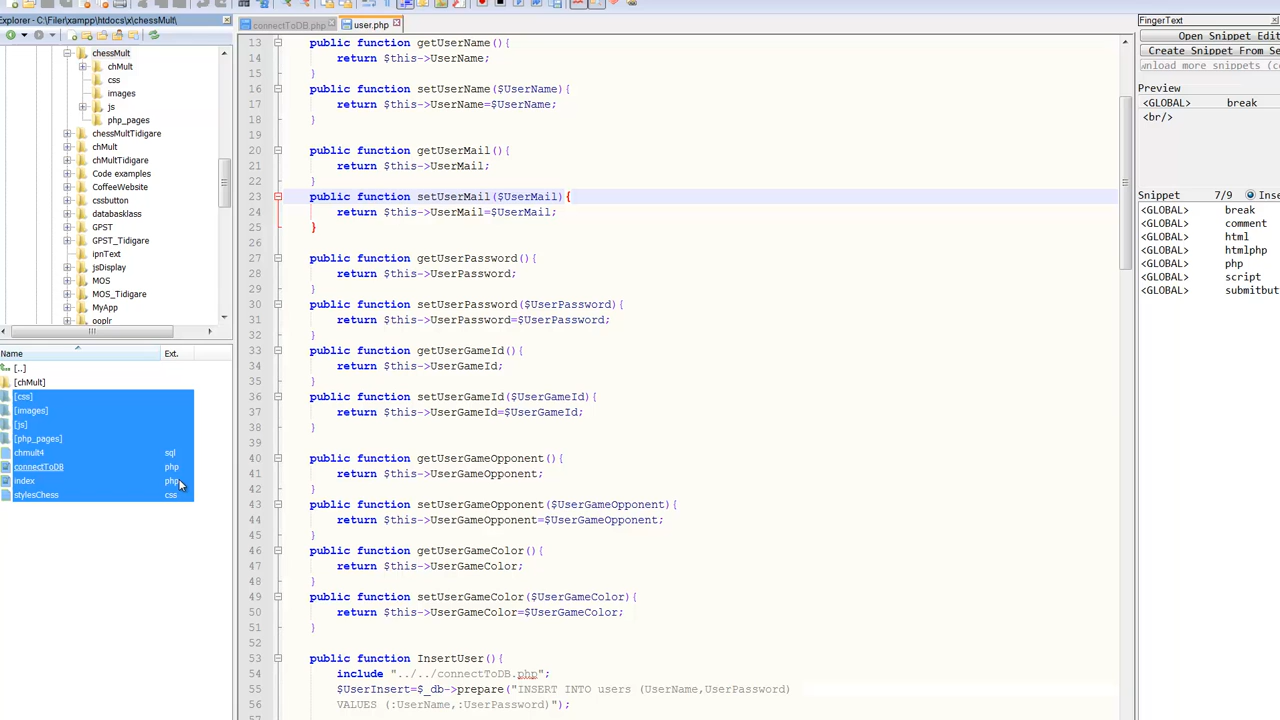 Explorer - C:\Filer\xampp\htdocs\x\chessMult\
chessMult
chMult
css
images
js
php_pages
chessMultTidigare
chMult
chMultTidigare
Code examples
CoffeeWebsite
cssbutton
databasklass
GPST
GPST_Tidigare
ipnText
jsDisplay
MOS
MOS_Tidigare
MyApp
ooplr
Name Ext.
[..]
[chMult]
[css]
[images]
[js]
[php_pages]
chmult4 sql
connectToDB php
index php
stylesChess css
connectToDB.php user.php
13 public function getUserName(){
14 return $this->UserName;
15 }
16 public function setUserName($UserName){
17 return $this->UserName=$UserName;
18 }
19
20 public function getUserMail(){
21 return $this->UserMail;
22 }
23 public function setUserMail($UserMail){
24 return $this->UserMail=$UserMail;
25 }
26
27 public function getUserPassword(){
28 return $this->UserPassword;
29 }
30 public function setUserPassword($UserPassword){
31 return $this->UserPassword=$UserPassword;
32 }
33 public function getUserGameId(){
34 return $this->UserGameId;
35 }
36 public function setUserGameId($UserGameId){
37 return $this->UserGameId=$UserGameId;
38 }
39
40 public function getUserGameOpponent(){
41 return $this->UserGameOpponent;
42 }
43 public function setUserGameOpponent($UserGameOpponent){
44 return $this->UserGameOpponent=$UserGameOpponent;
45 }
46 public function getUserGameColor(){
47 return $this->UserGameColor;
48 }
49 public function setUserGameColor($UserGameColor){
50 return $this->UserGameColor=$UserGameColor;
51 }
52
53 public function InsertUser(){
54 include "../../connectToDB.php";
55 $UserInsert=$_db->prepare("INSERT INTO users (UserName,UserPassword)
56 VALUES (:UserName,:UserPassword)");
FingerText
Open Snippet Edi
Create Snippet From Se
wnload more snippets (c
Preview
<GLOBAL> break
<br/>
Snippet 7/9 Inse
<GLOBAL> break
<GLOBAL> comment
<GLOBAL> html
<GLOBAL> htmlphp
<GLOBAL> php
<GLOBAL> script
<GLOBAL> submitbut